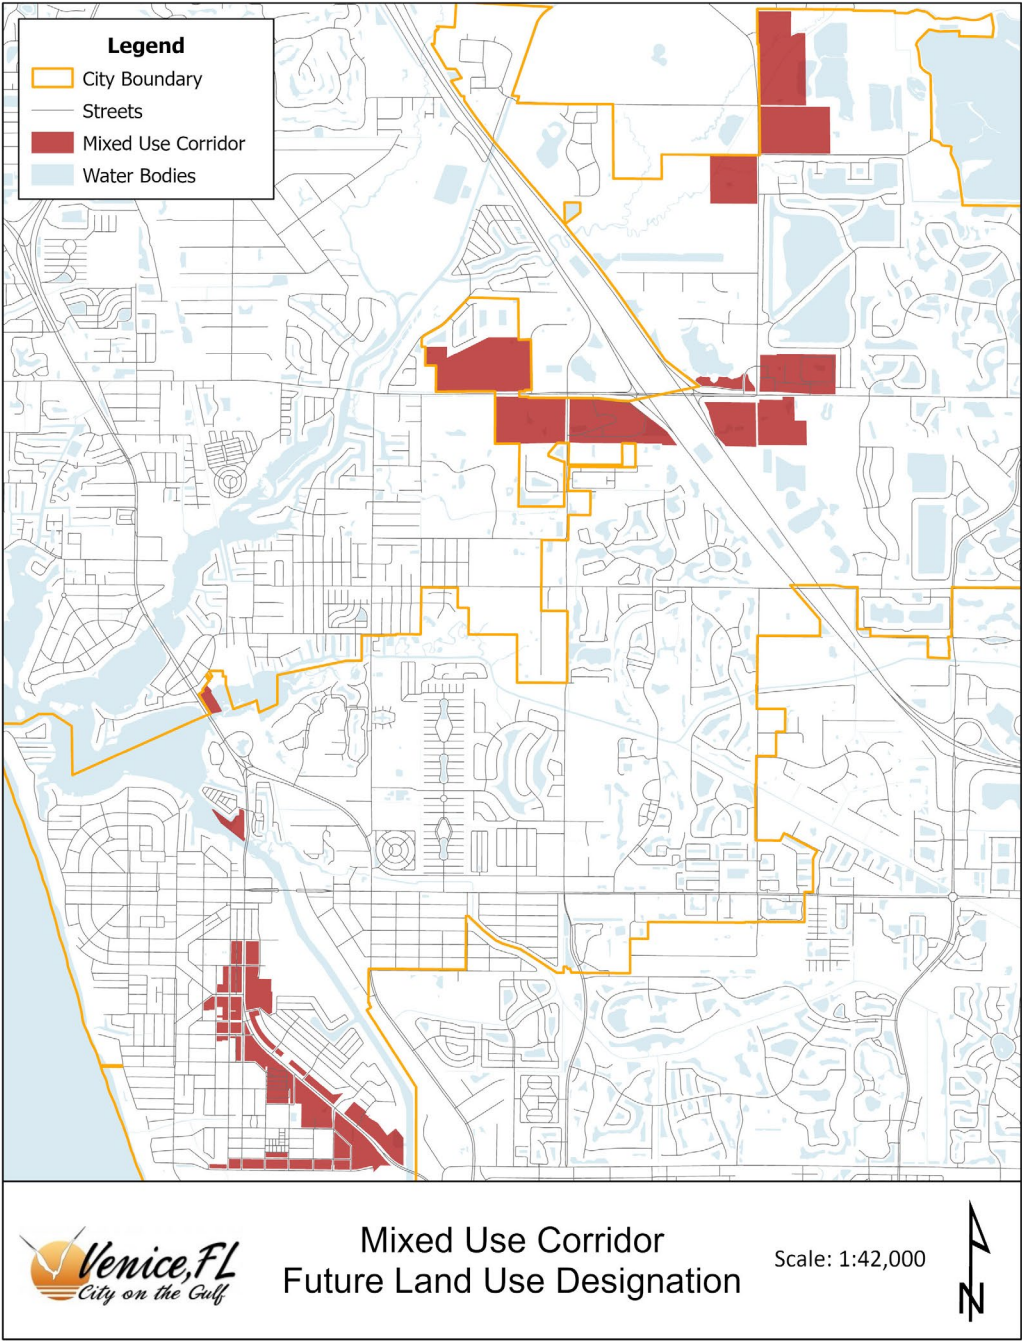 Legend
City Boundary
Streets
Mixed Use Corridor
Water Bodies
Venice, FL
City on the Gulf
Mixed Use Corridor
Future Land Use Designation
Scale: 1:42,000
N